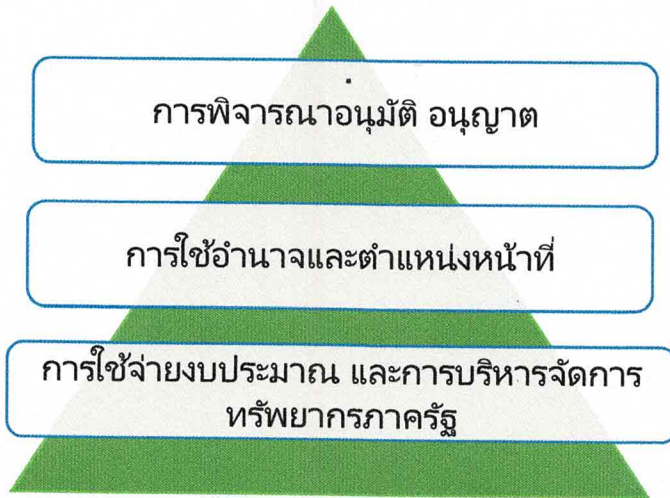 การพิจารณาอนุมัติ อนุญาต
การใช้อำนาจและตำแหน่งหน้าที่
การใช้จ่ายงบประมาณ และการบริหารจัดการ
ทรัพยากรภาครัฐ